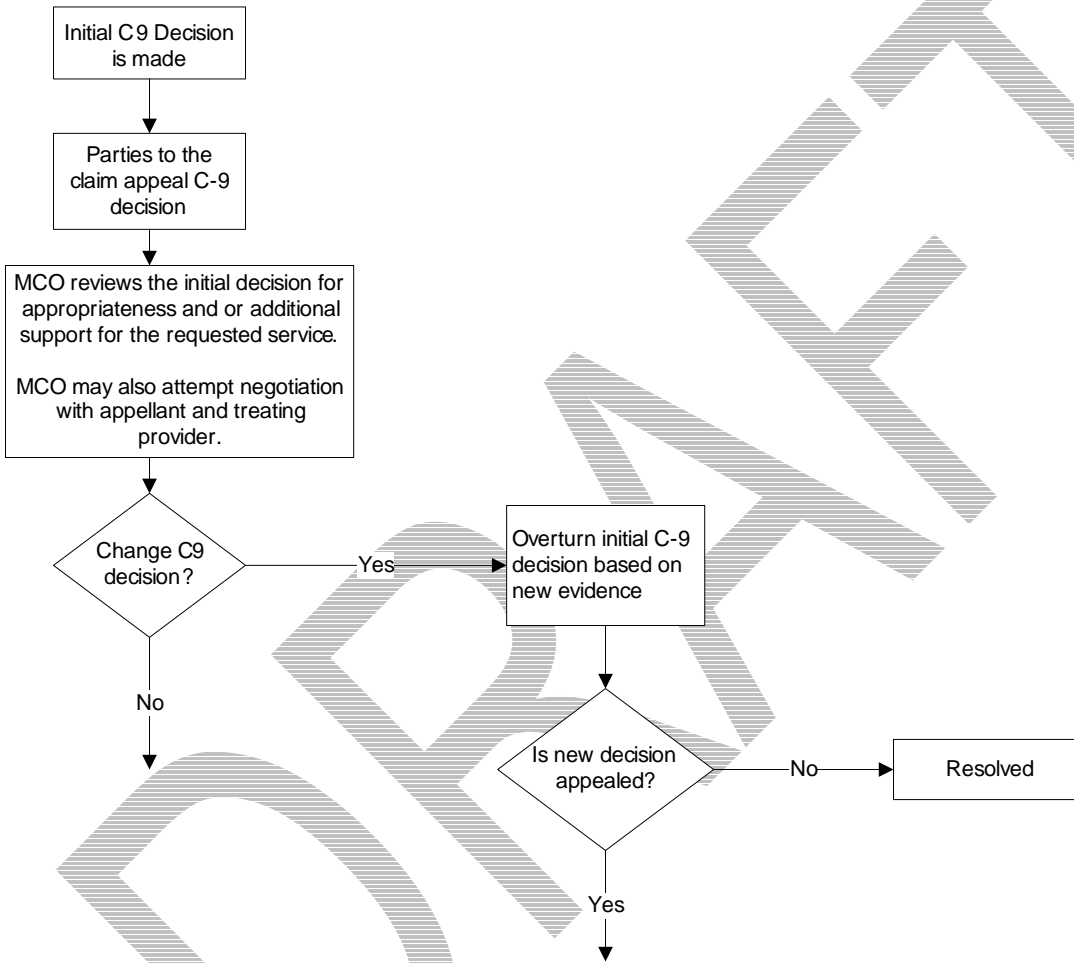 Initial C9 Decision
is made
Parties to the
claim appeal C-9
decision
MCO reviews the initial decision for
appropriateness and or additional
support for the requested service.
MCO may also attempt negotiation
with appellant and treating
provider.
Change C9
decision?
Yes
Overturn initial C-9
decision based on
new evidence
No
Is new decision
appealed?
No
Resolved
Yes
DRAFT